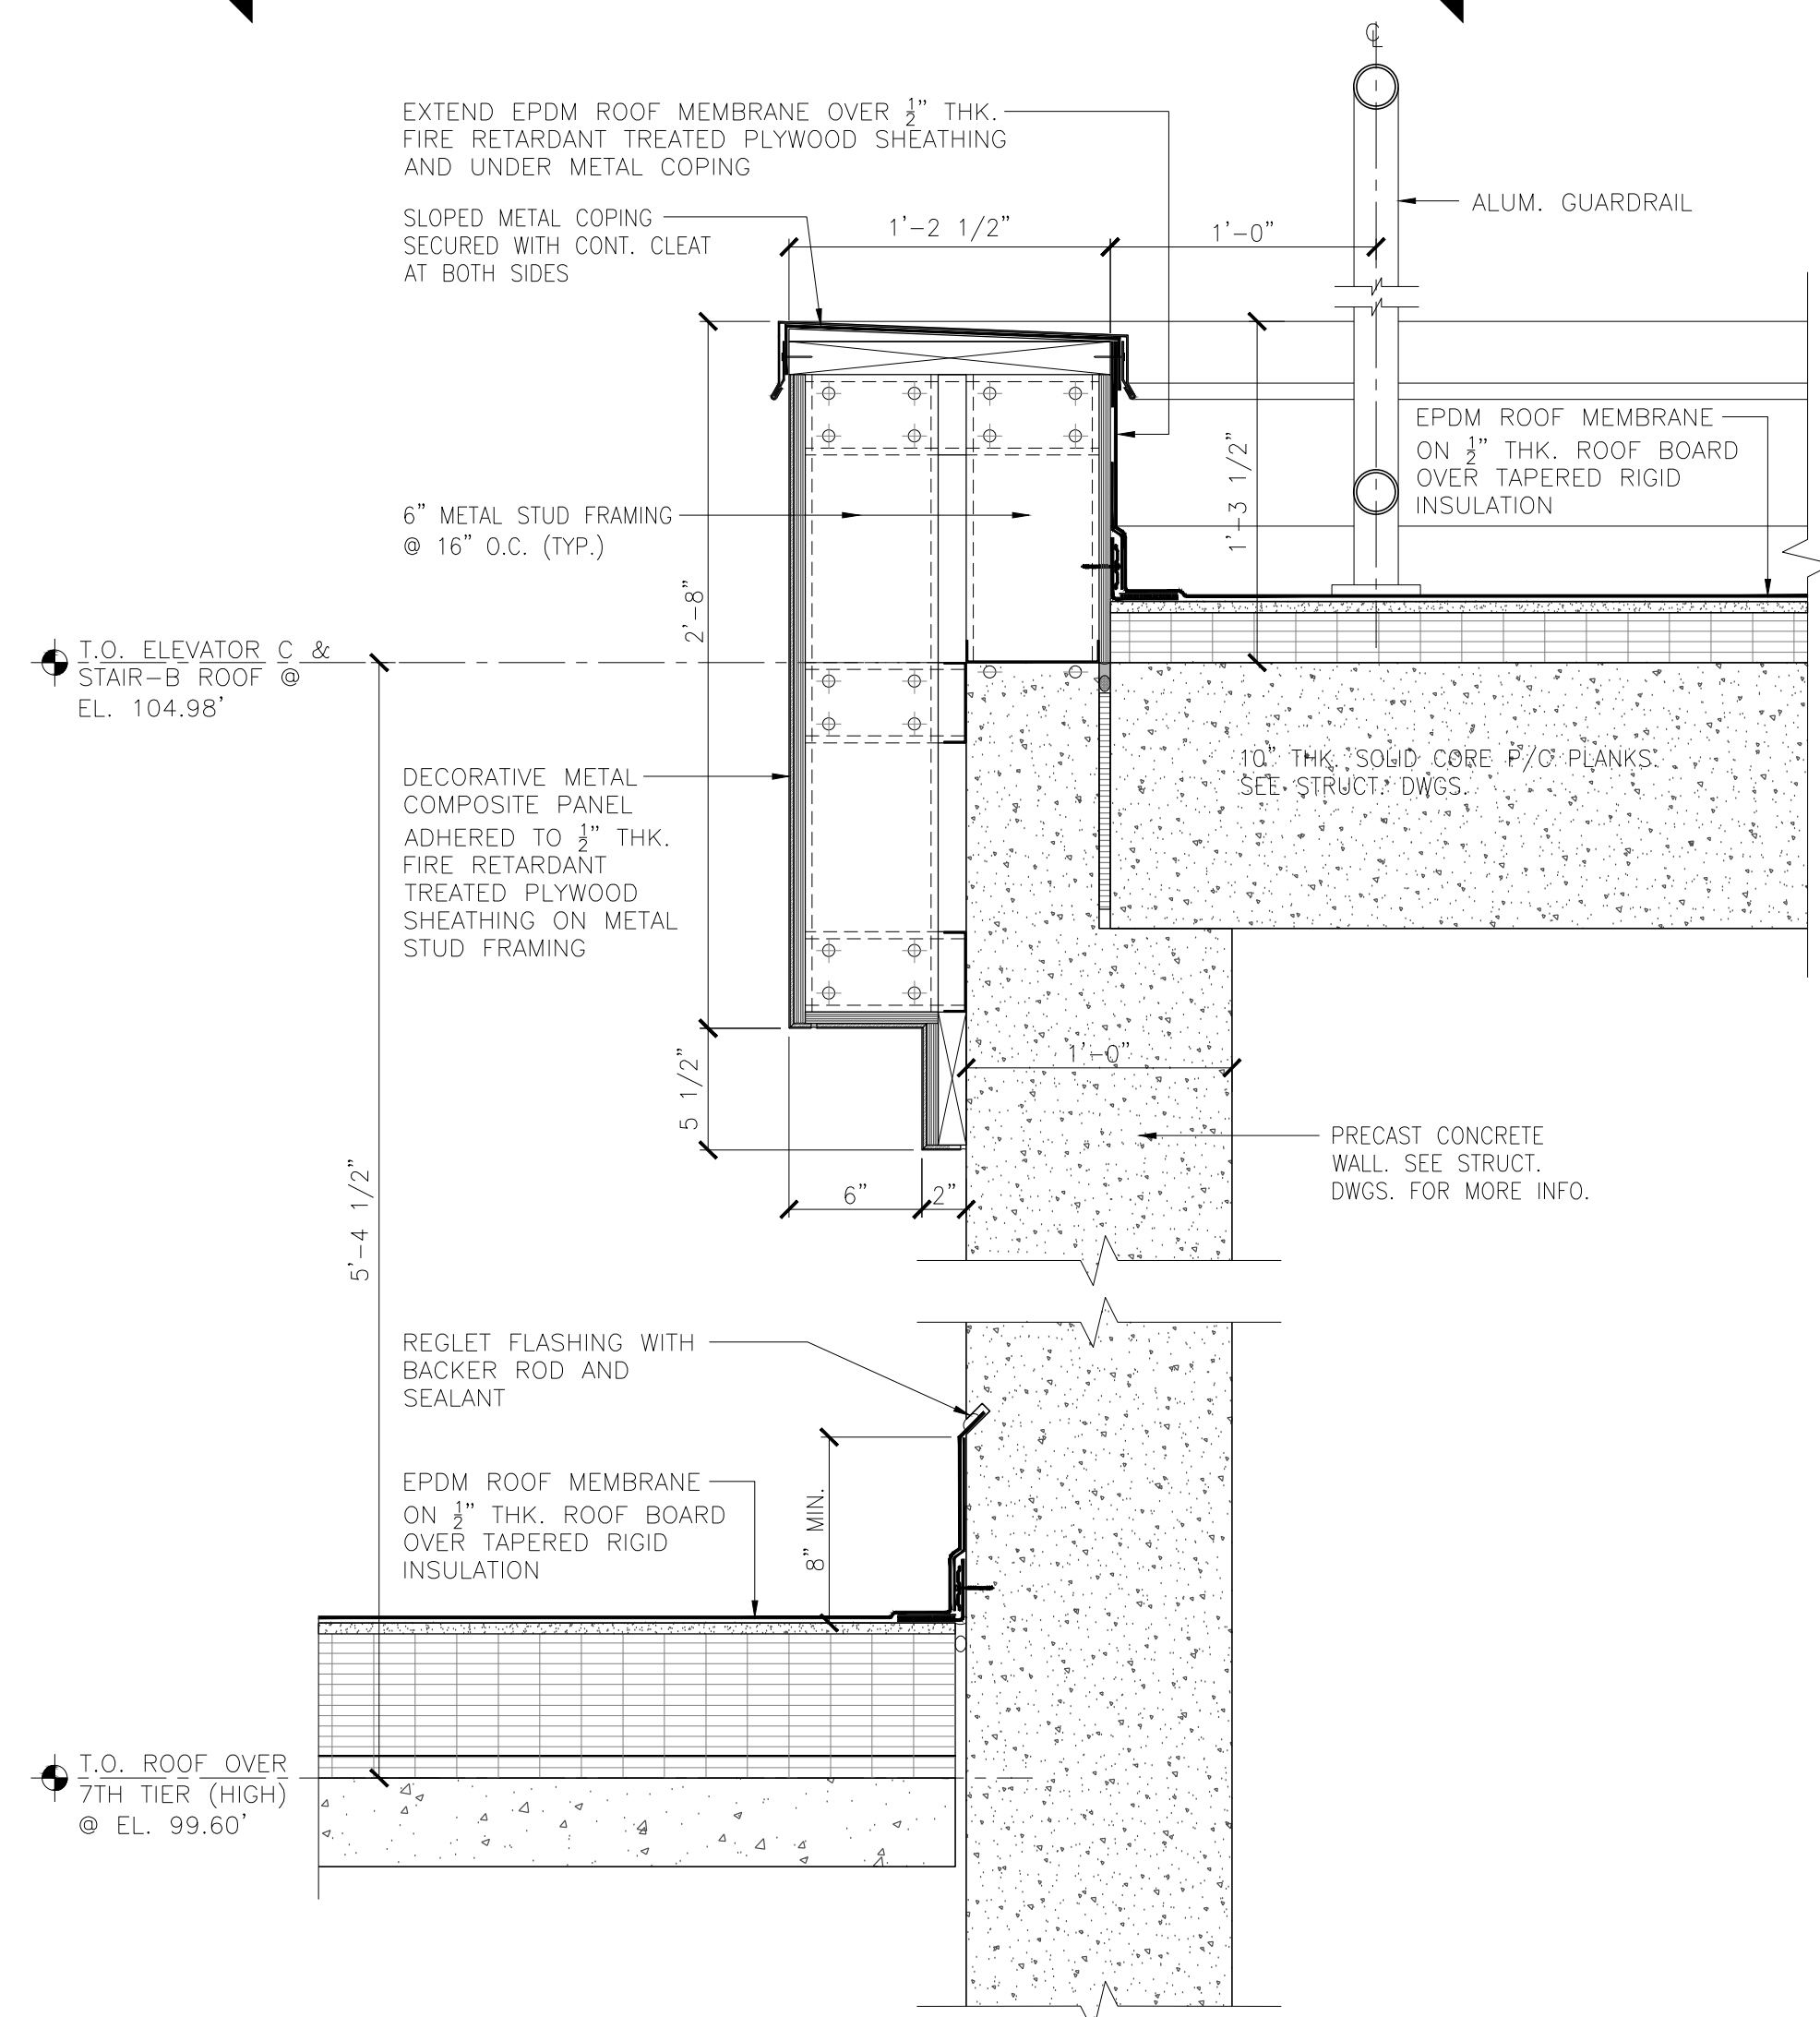 ℄
EXTEND EPDM ROOF MEMBRANE OVER ½" THK.
FIRE RETARDANT TREATED PLYWOOD SHEATHING
AND UNDER METAL COPING
ALUM. GUARDRAIL
SLOPED METAL COPING
SECURED WITH CONT. CLEAT
AT BOTH SIDES
1'-2 1/2"
1'-0"
EPDM ROOF MEMBRANE
ON ½" THK. ROOF BOARD
OVER TAPERED RIGID
INSULATION
1'-3 1/2"
6" METAL STUD FRAMING
@ 16" O.C. (TYP.)
2'-8"
T.O. ELEVATOR C &
STAIR-B ROOF @
EL. 104.98'
10" THK. SOLID CORE P/C PLANKS.
SEE STRUCT. DWGS.
DECORATIVE METAL
COMPOSITE PANEL
ADHERED TO ½" THK.
FIRE RETARDANT
TREATED PLYWOOD
SHEATHING ON METAL
STUD FRAMING
1'-0"
5 1/2"
PRECAST CONCRETE
WALL. SEE STRUCT.
DWGS. FOR MORE INFO.
6"
2"
5'-4 1/2"
REGLET FLASHING WITH
BACKER ROD AND
SEALANT
EPDM ROOF MEMBRANE
ON ½" THK. ROOF BOARD
OVER TAPERED RIGID
INSULATION
8" MIN.
T.O. ROOF OVER
7TH TIER (HIGH)
@ EL. 99.60'